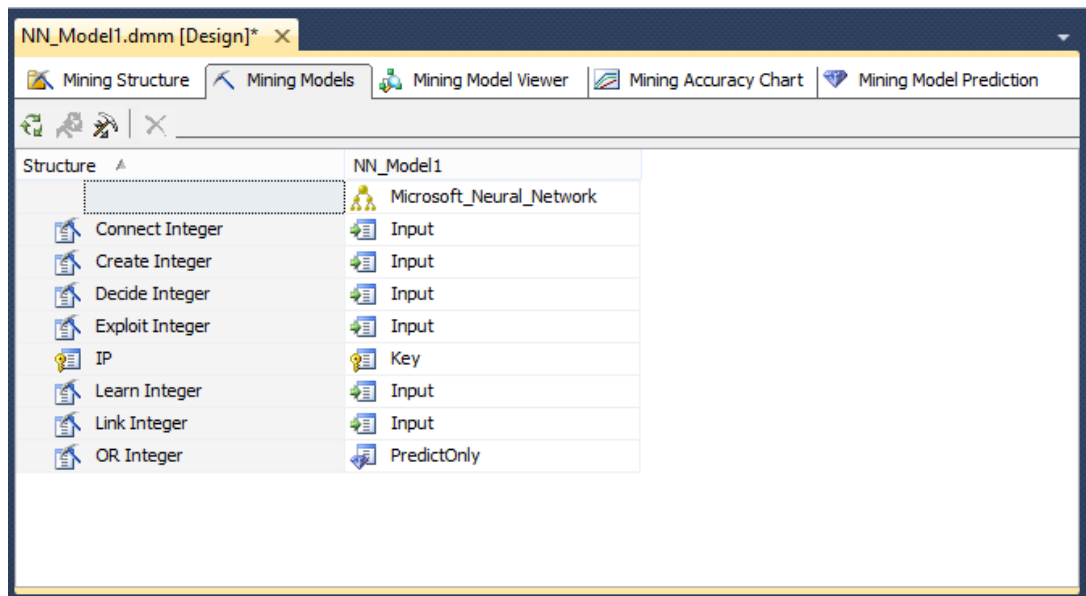 NN_Model1.dmm [Design]*
Mining Structure Mining Models Mining Model Viewer Mining Accuracy Chart Mining Model Prediction
Structure NN_Model1
Microsoft_Neural_Network
Connect Integer Input
Create Integer Input
Decide Integer Input
Exploit Integer Input
IP Key
Learn Integer Input
Link Integer Input
OR Integer PredictOnly